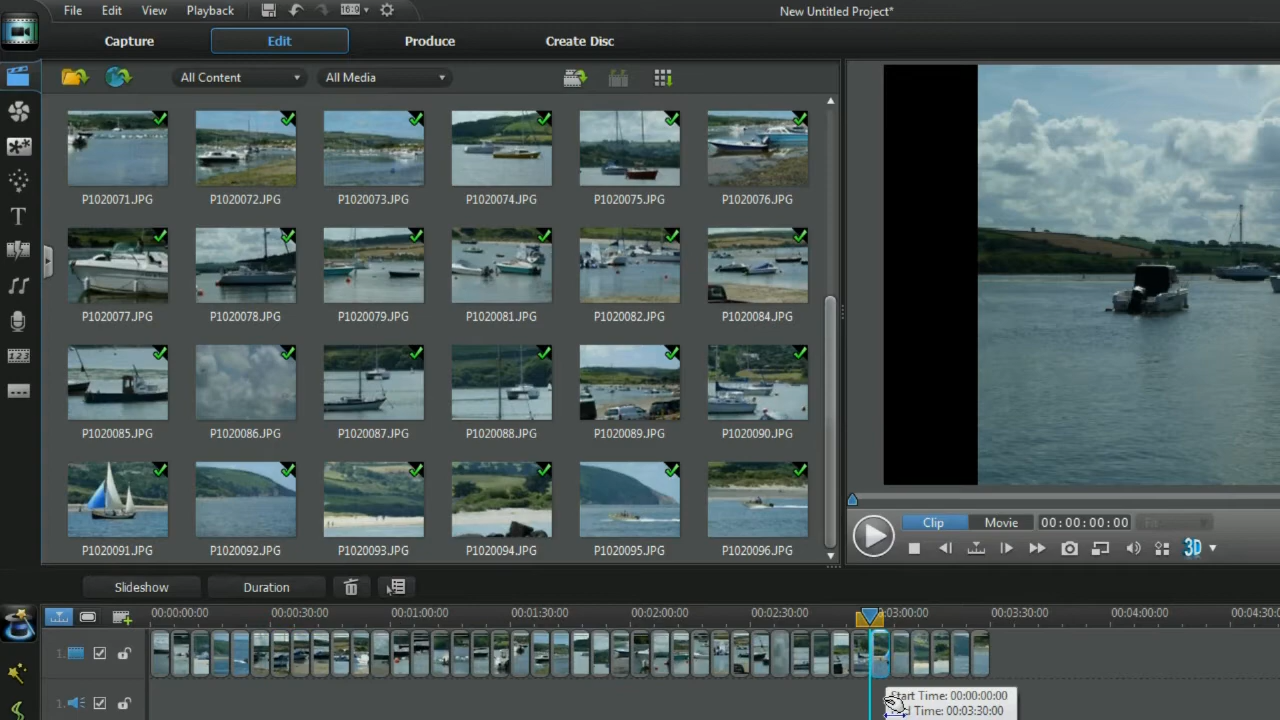 File Edit View Playback 16:9 New Untitled Project*
Capture Edit Produce Create Disc
All Content All Media
P1020071.JPG P1020072.JPG P1020073.JPG P1020074.JPG P1020075.JPG P1020076.JPG
P1020077.JPG P1020078.JPG P1020079.JPG P1020081.JPG P1020082.JPG P1020084.JPG
P1020085.JPG P1020086.JPG P1020087.JPG P1020088.JPG P1020089.JPG P1020090.JPG
P1020091.JPG P1020092.JPG P1020093.JPG P1020094.JPG P1020095.JPG P1020096.JPG
Clip Movie 00:00:00:00 Fit
3D
Slideshow Duration
00:00:00:00 00:00:30:00 00:01:00:00 00:01:30:00 00:02:00:00 00:02:30:00 :03:00:00 00:03:30:00 00:04:00:00 00:04:30
1.
1.
Start Time: 00:00:00:00
Time: 00:03:30:00